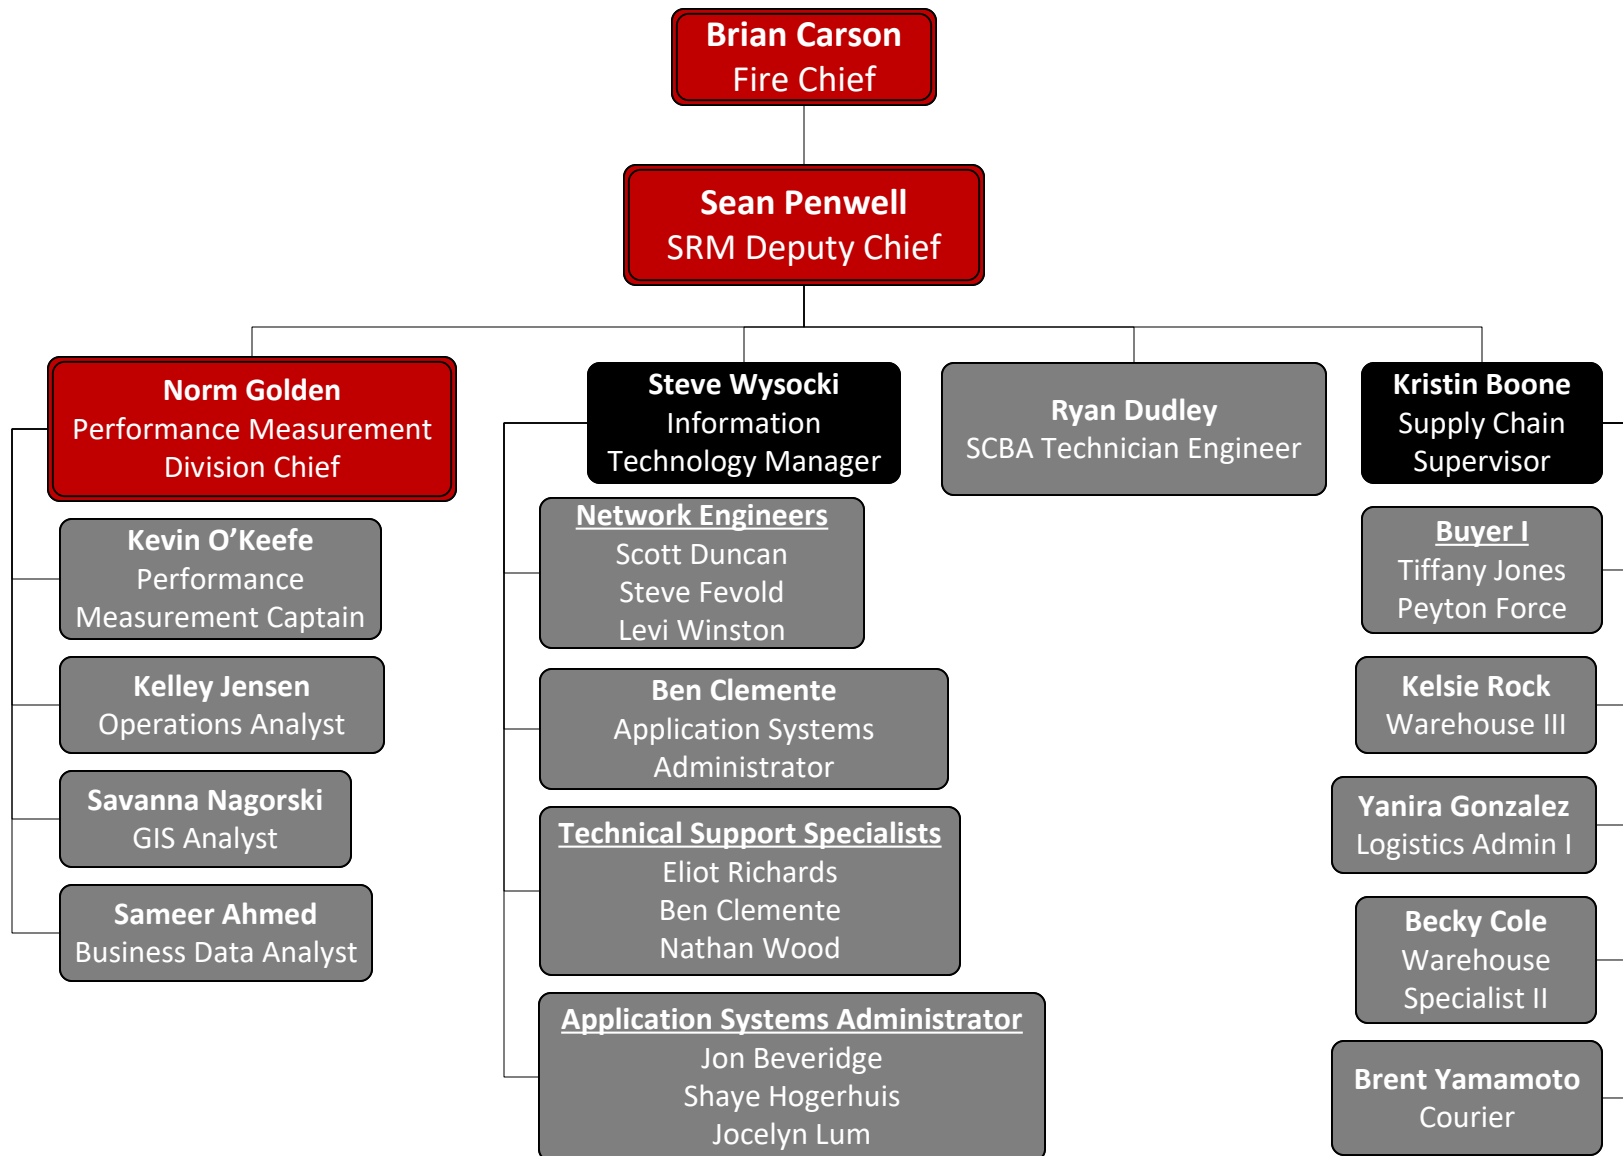 Brian Carson
Fire Chief
Sean Penwell
SRM Deputy Chief
Norm Golden
Performance Measurement
Division Chief
Kevin O’Keefe
Performance
Measurement Captain
Kelley Jensen
Operations Analyst
Savanna Nagorski
GIS Analyst
Sameer Ahmed
Business Data Analyst
Steve Wysocki
Information
Technology Manager
Network Engineers
Scott Duncan
Steve Fevold
Levi Winston
Ben Clemente
Application Systems
Administrator
Technical Support Specialists
Eliot Richards
Ben Clemente
Nathan Wood
Application Systems Administrator
Jon Beveridge
Shaye Hogerhuis
Jocelyn Lum
Ryan Dudley
SCBA Technician Engineer
Kristin Boone
Supply Chain
Supervisor
Buyer I
Tiffany Jones
Peyton Force
Kelsie Rock
Warehouse III
Yanira Gonzalez
Logistics Admin I
Becky Cole
Warehouse
Specialist II
Brent Yamamoto
Courier